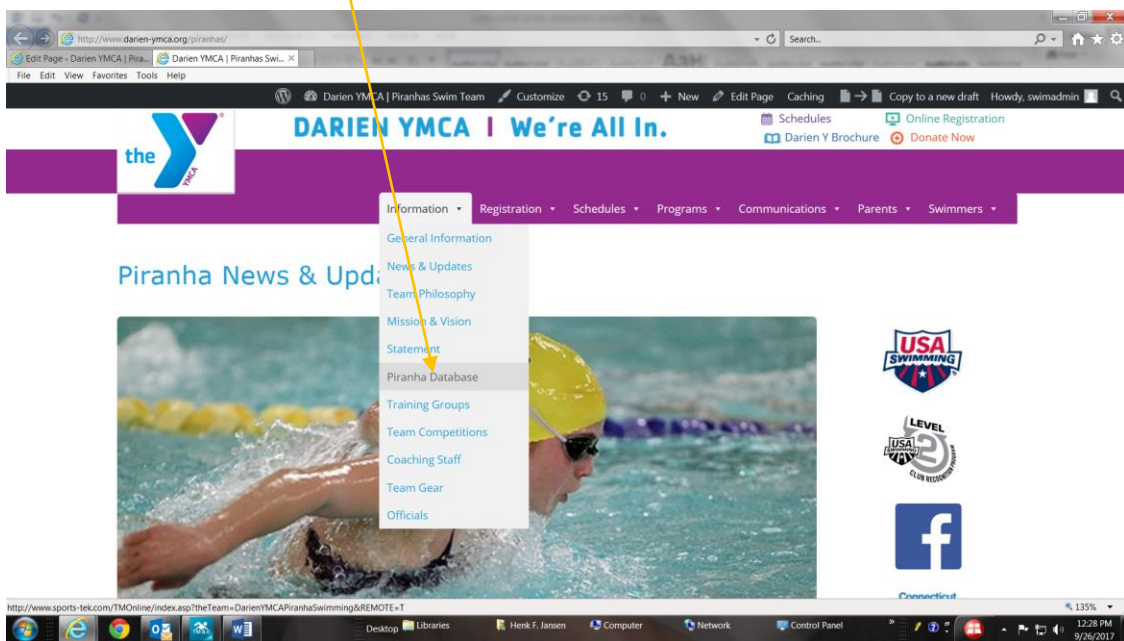 http://www.darien-ymca.org/piranhas/
Search...
Edit Page ‹ Darien YMCA | Pira...
Darien YMCA | Piranhas Swi... ×
File Edit View Favorites Tools Help
Darien YMCA | Piranhas Swim Team Customize 15 0 + New Edit Page Caching Copy to a new draft Howdy, swimadmin
the
YMCA
DARIEN YMCA | We're All In.
Schedules
Online Registration
Darien Y Brochure
Donate Now
Information Registration Schedules Programs Communications Parents Swimmers
General Information
News & Updates
Team Philosophy
Mission & Vision
Statement
Piranha Database
Training Groups
Team Competitions
Coaching Staff
Team Gear
Officials
Piranha News & Upd
USA
SWIMMING
LEVEL
2
USA
CLUB RECOGNITION PROGRAM
f
Connecticut
http://www.sports-tek.com/TMOnline/index.asp?theTeam=DarienYMCAPiranhaSwimming&REMOTE=T
135%
Desktop Libraries Henk F. Jansen Computer Network Control Panel
12:28 PM
9/26/2017